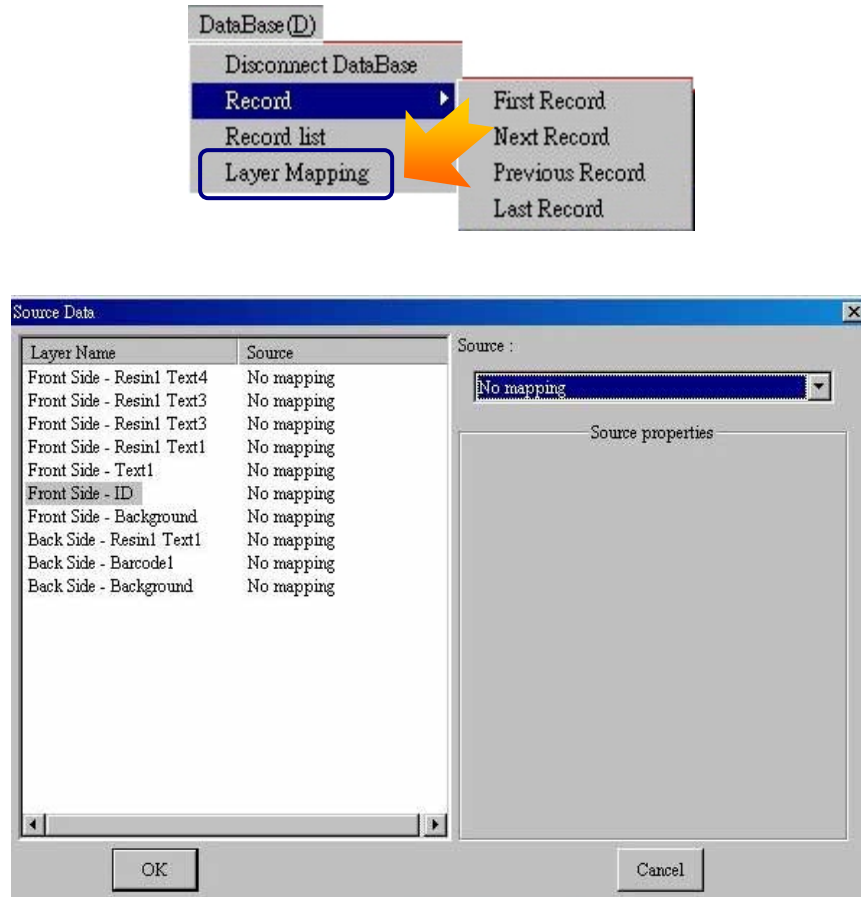 DataBase(D)
Disconnect DataBase
Record
Record list
Layer Mapping
First Record
Next Record
Previous Record
Last Record
Source Data
Layer Name Source
Front Side - Resin1 Text4 No mapping
Front Side - Resin1 Text3 No mapping
Front Side - Resin1 Text3 No mapping
Front Side - Resin1 Text1 No mapping
Front Side - Text1 No mapping
Front Side - ID No mapping
Front Side - Background No mapping
Back Side - Resin1 Text1 No mapping
Back Side - Barcode1 No mapping
Back Side - Background No mapping
Source :
No mapping
Source properties
OK Cancel